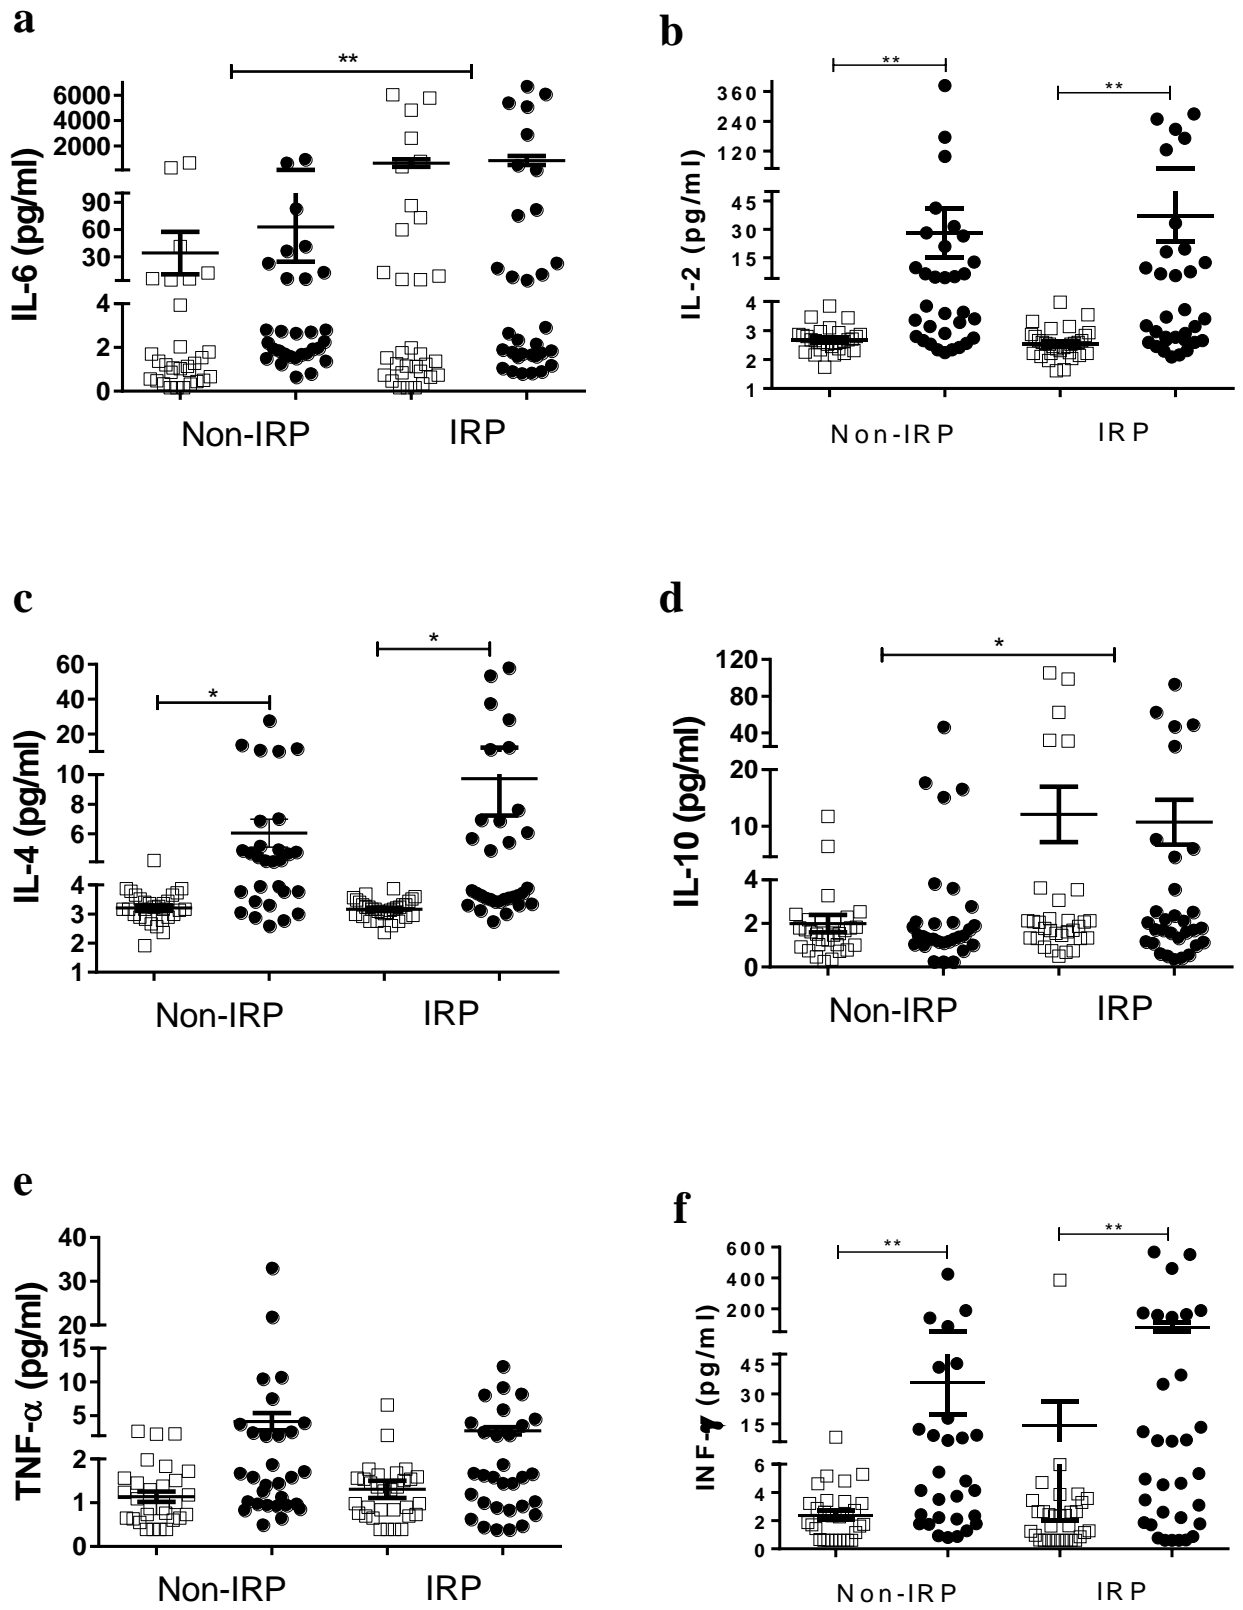 a
**
6000
4000
2000
90
60
30
4
2
0
IL-6 (pg/ml)
Non-IRP
IRP
b
**
**
360
240
120
45
30
15
4
3
2
1
IL-2 (pg/ml)
Non-IRP
IRP
c
*
*
60
40
20
10
8
6
4
3
2
1
IL-4 (pg/ml)
Non-IRP
IRP
d
*
120
80
40
20
10
4
2
0
IL-10 (pg/ml)
Non-IRP
IRP
e
40
30
20
15
10
5
2
1
0
TNF-α (pg/ml)
Non-IRP
IRP
f
**
**
600
400
200
45
30
15
6
4
2
0
INF-γ (pg/ml)
Non-IRP
IRP